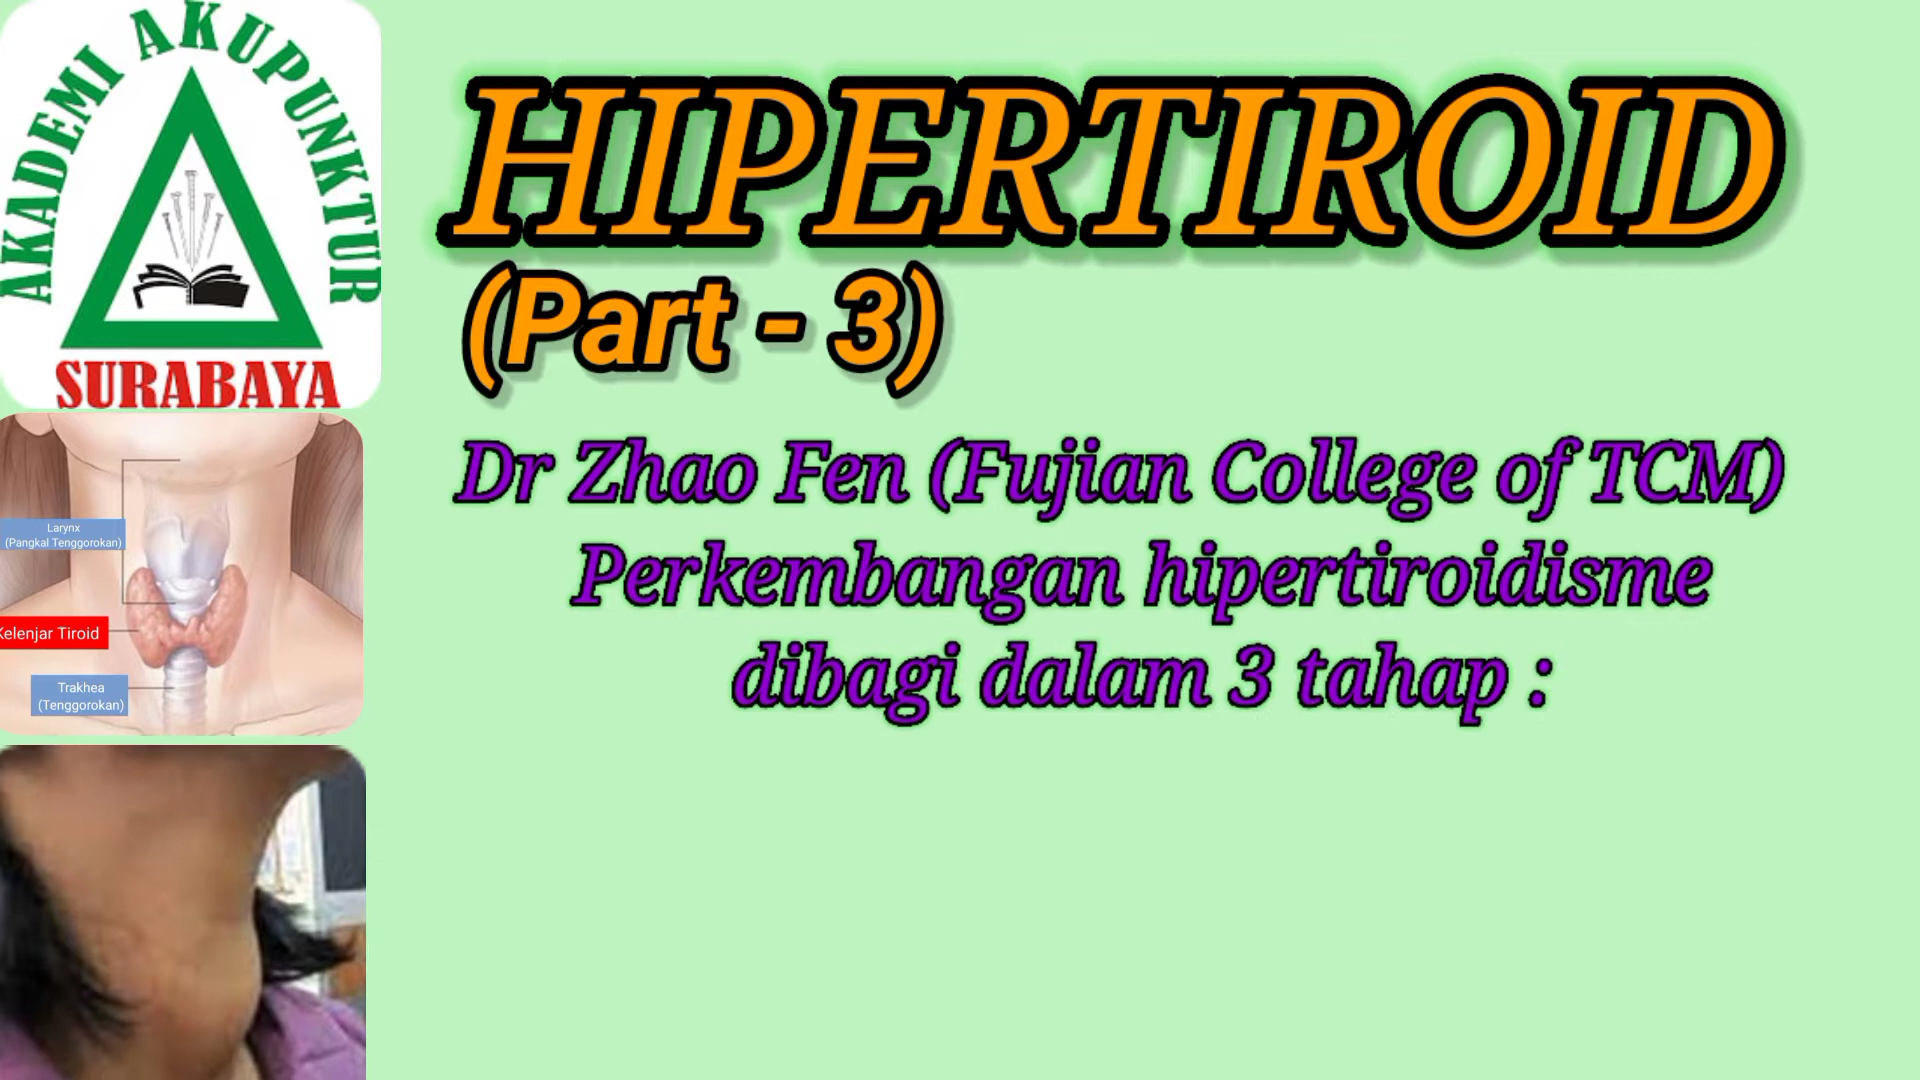 AKADEMI AKUPUNKTUR
SURABAYA
HIPERTIROID
(Part - 3)
Dr Zhao Fen (Fujian College of TCM)
Perkembangan hipertiroidisme
dibagi dalam 3 tahap :
Larynx
(Pangkal Tenggorokan)
Kelenjar Tiroid
Trakhea
(Tenggorokan)